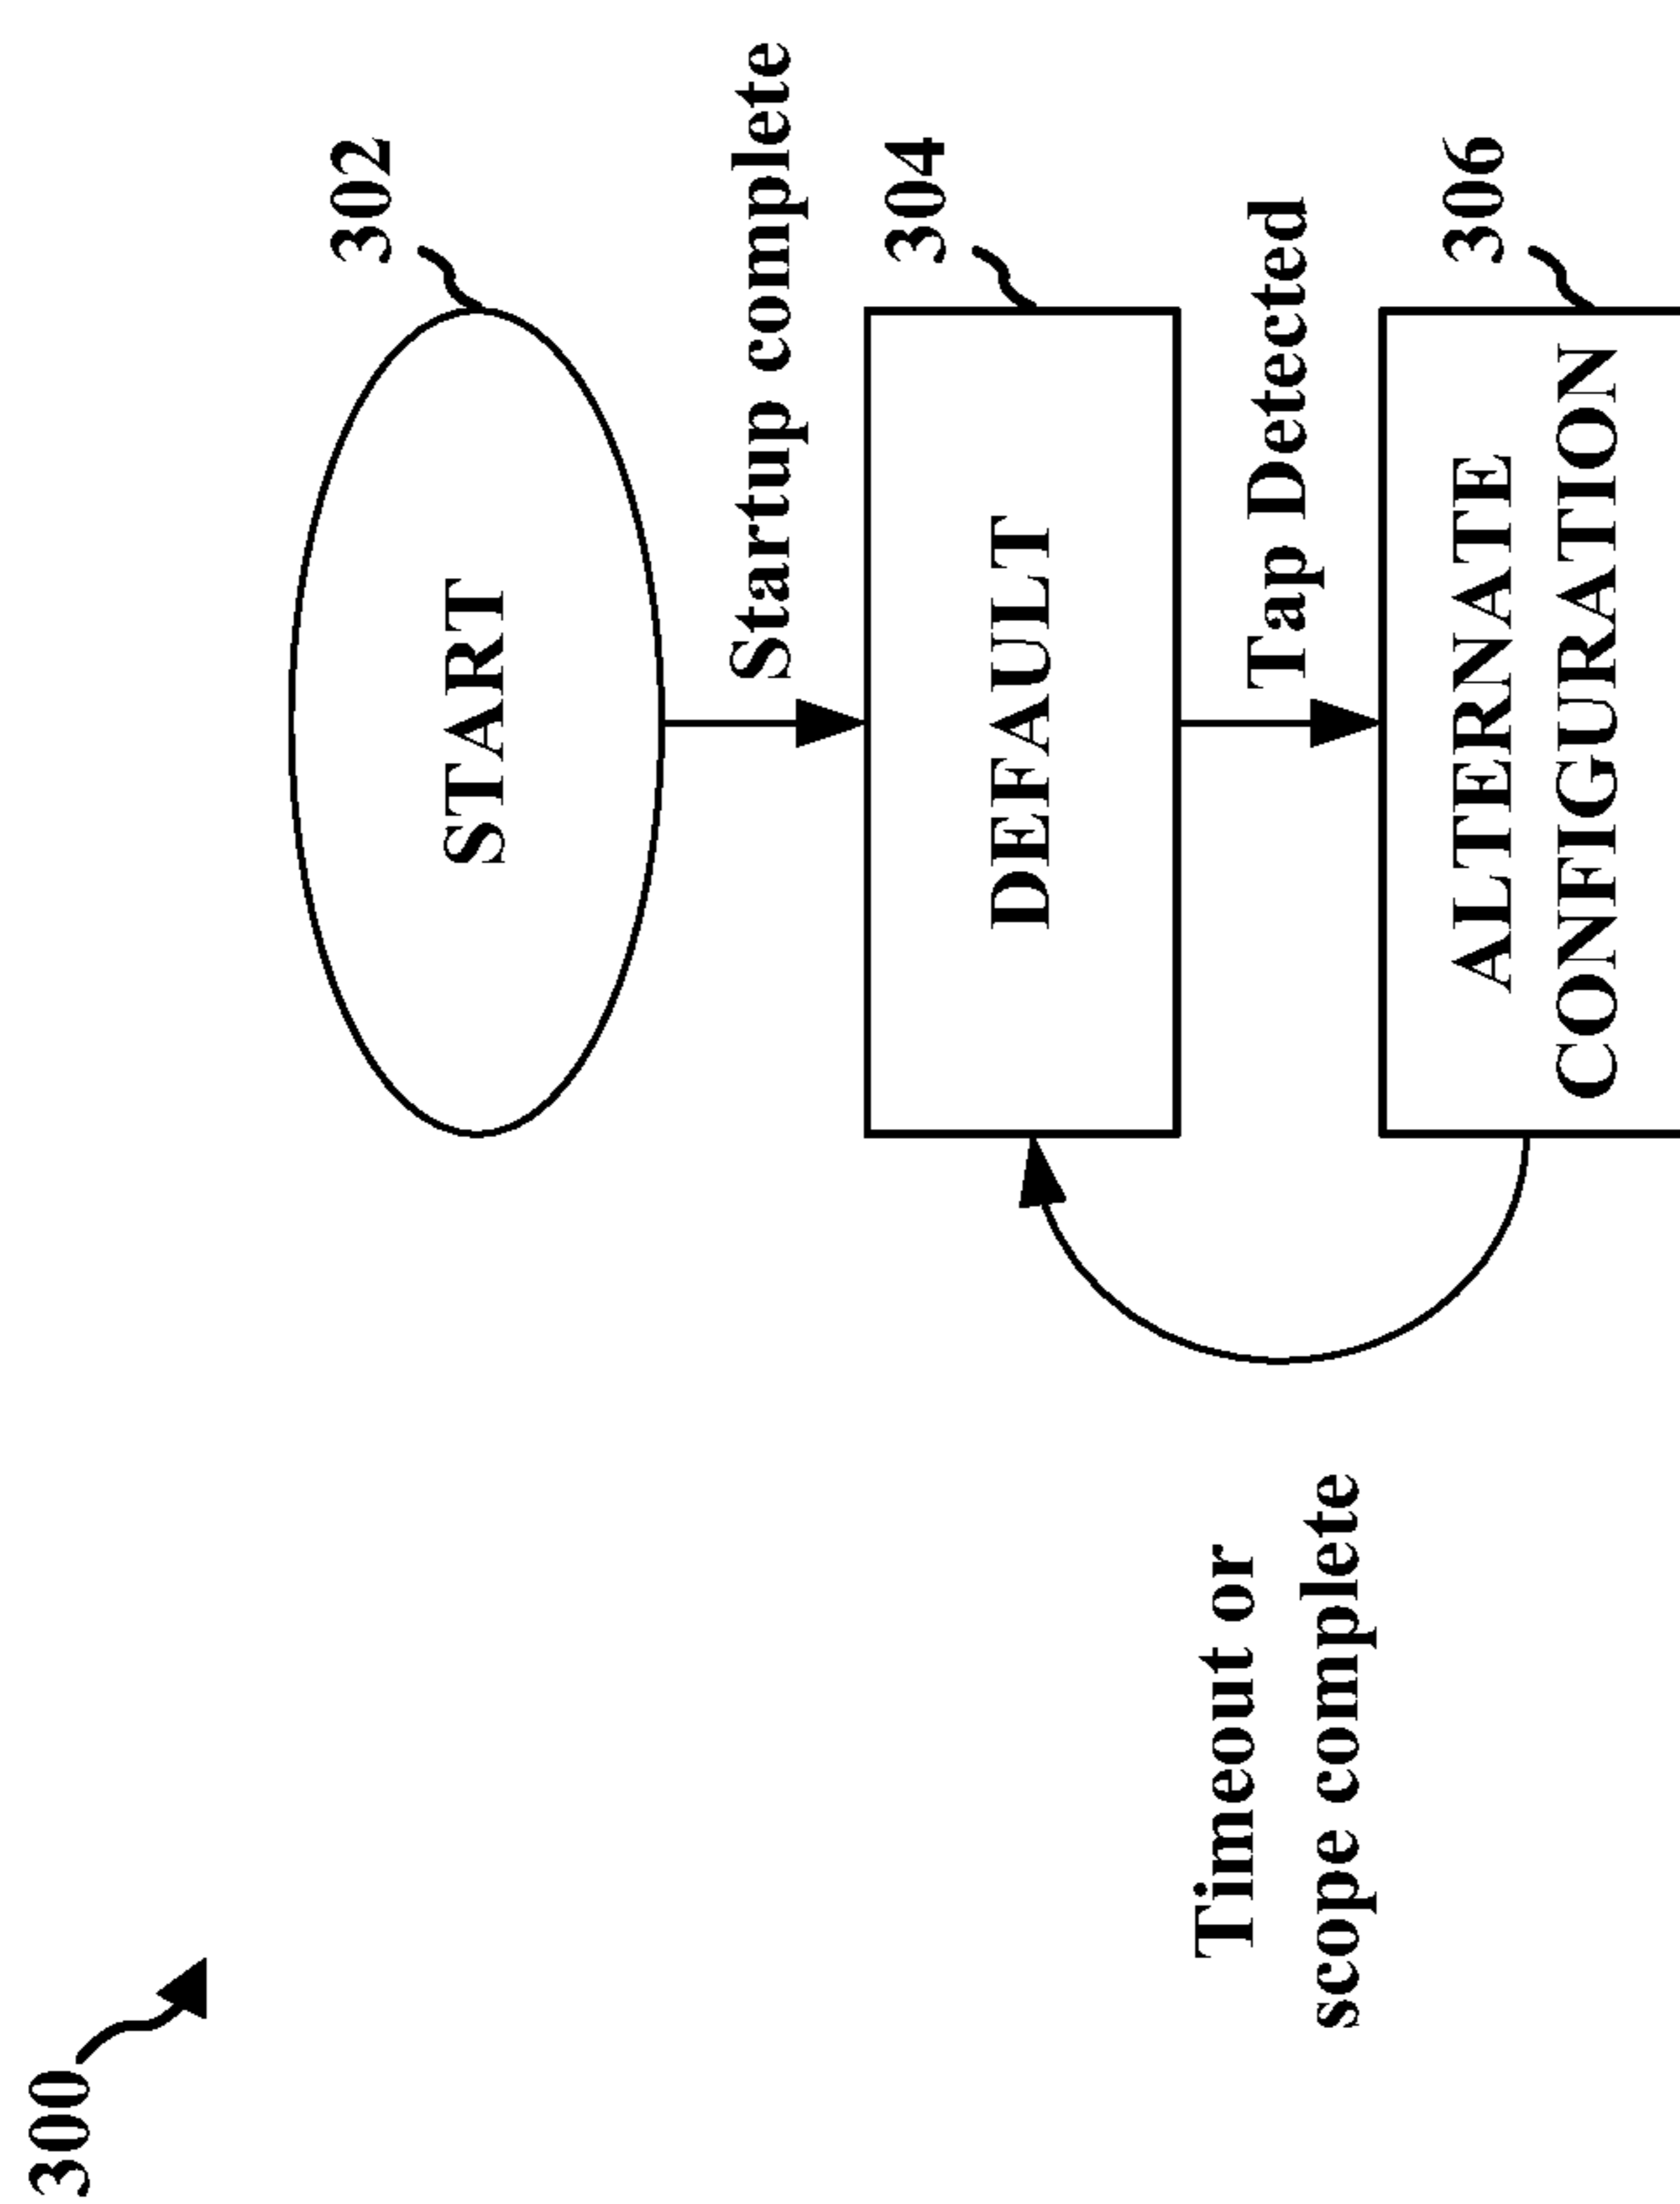 300
302
START
Startup complete
304
DEFAULT
Tap Detected
306
ALTERNATE
CONFIGURATION
Timeout or
scope complete